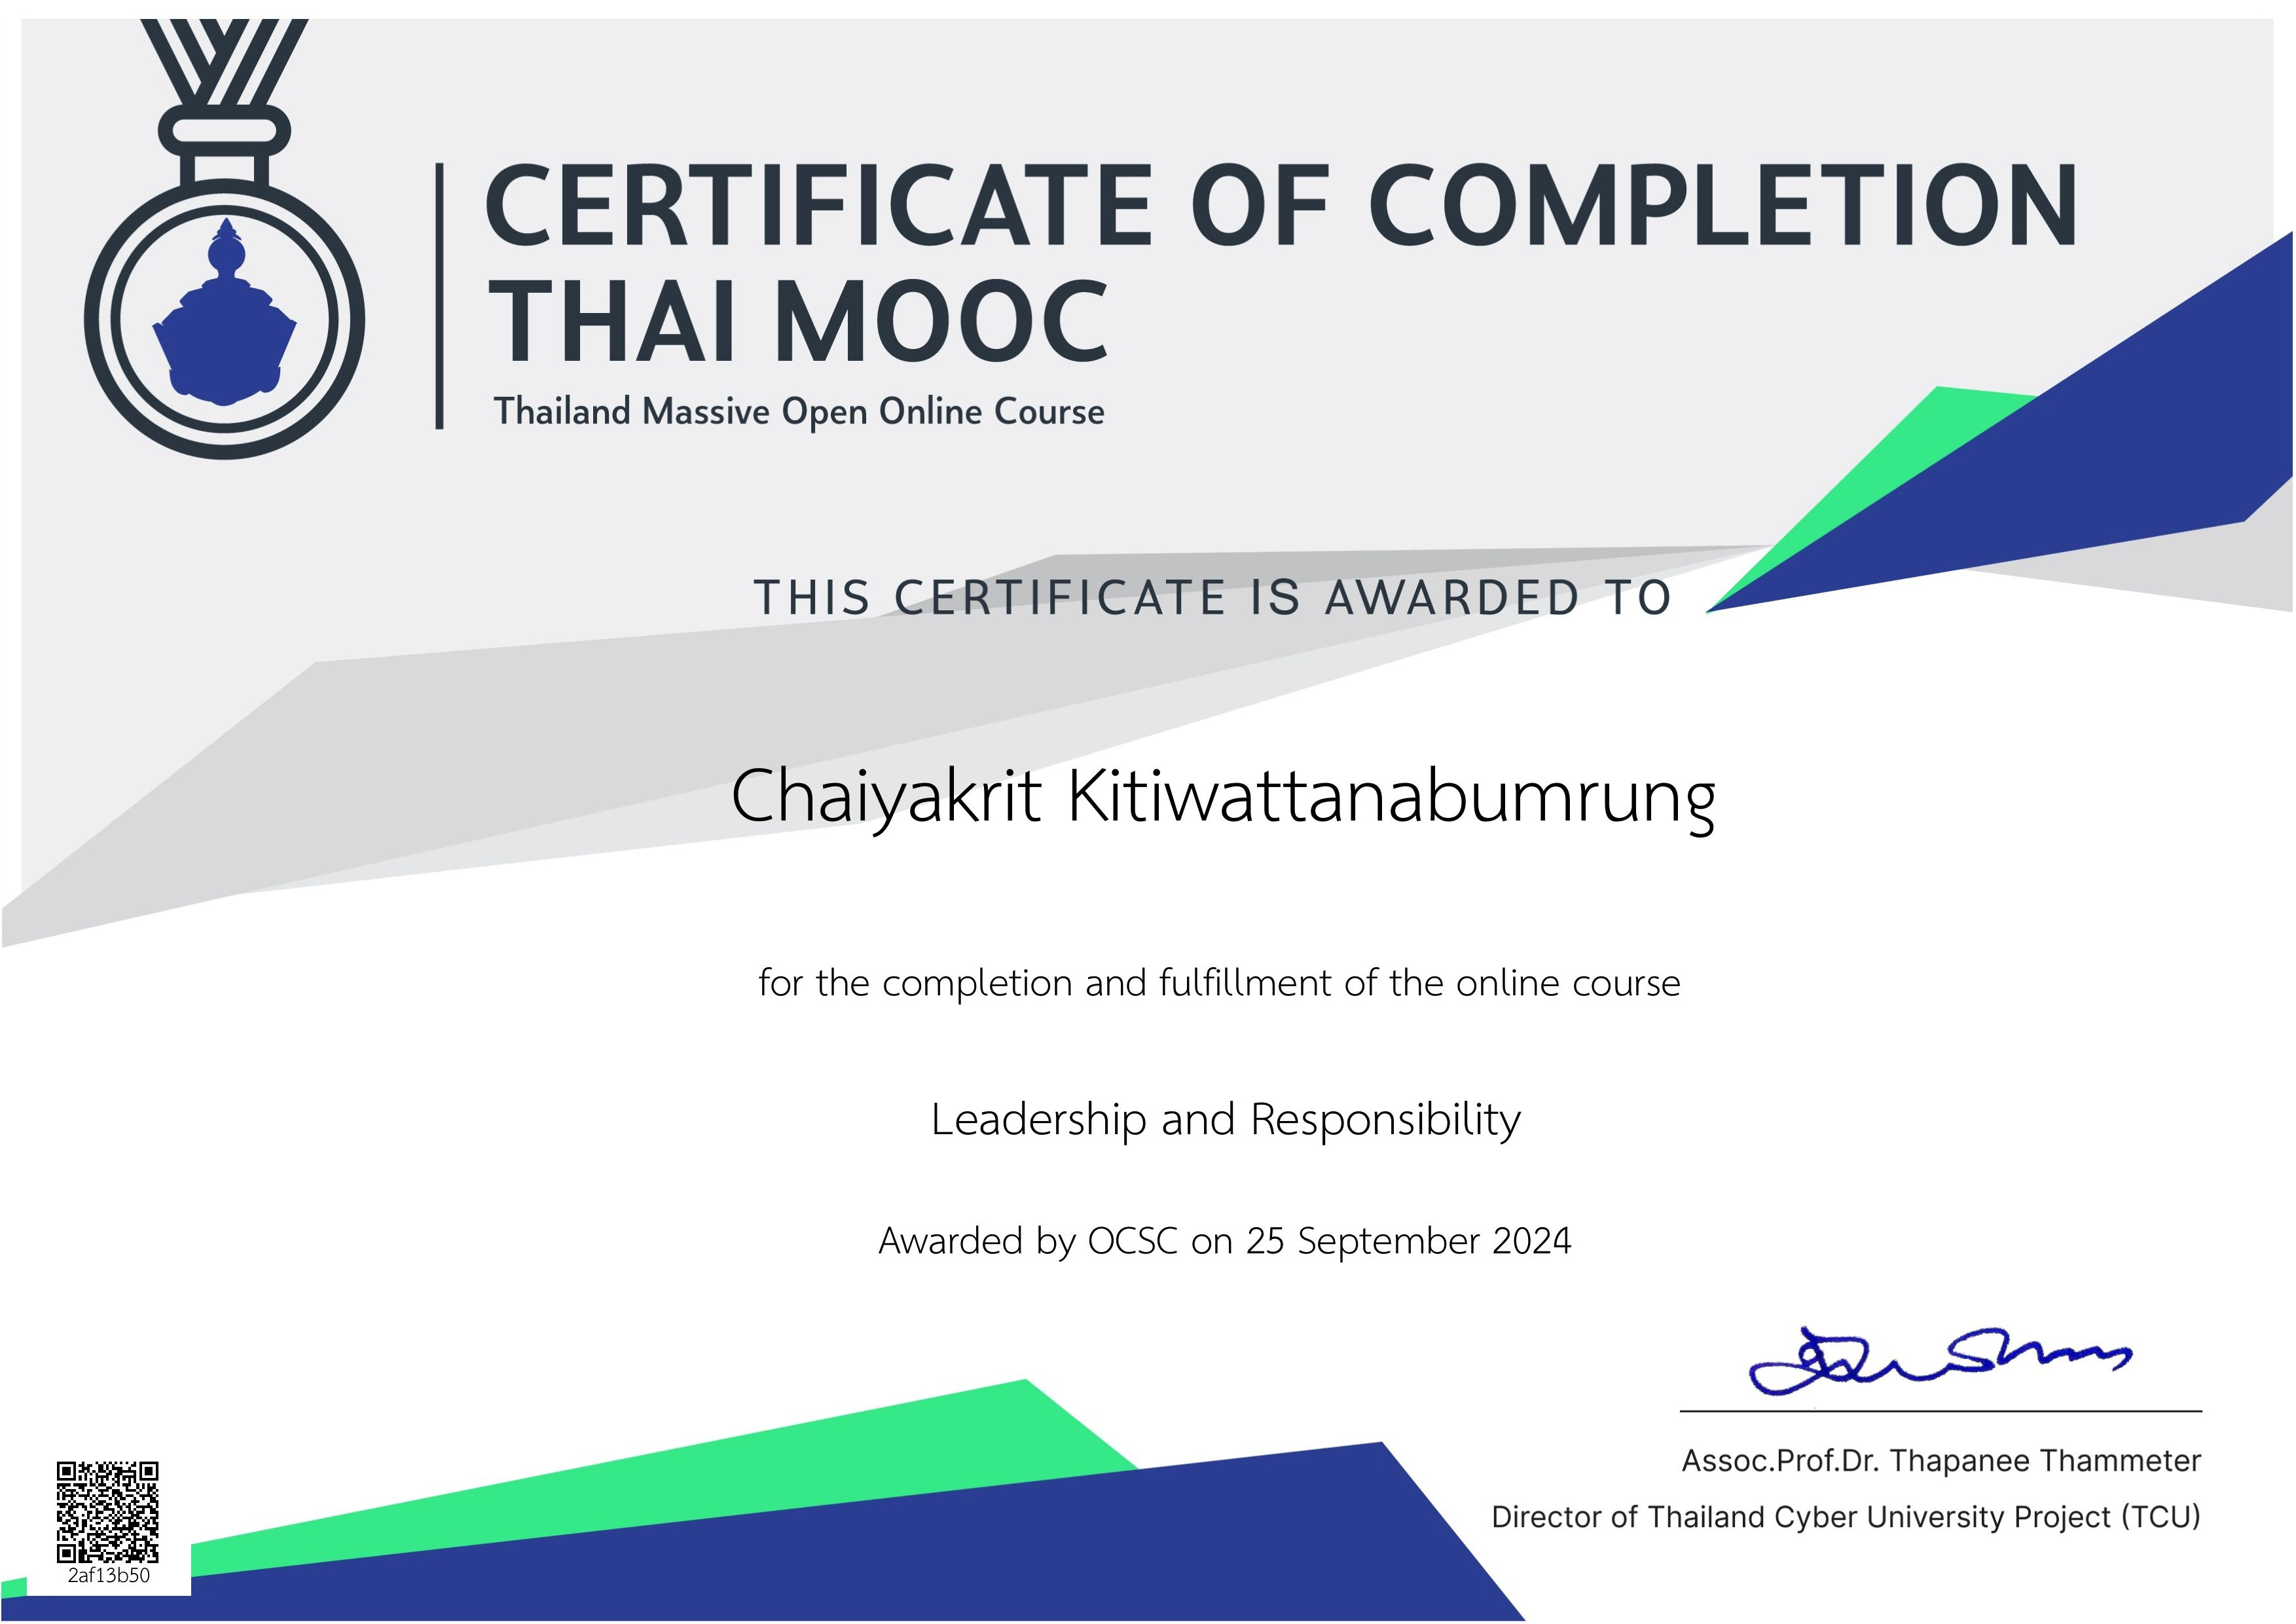 CERTIFICATE OF COMPLETION
THAI MOOC
Thailand Massive Open Online Course
THIS CERTIFICATE IS AWARDED TO
Chaiyakrit Kitiwattanabumrung
for the completion and fulfillment of the online course
Leadership and Responsibility
Awarded by OCSC on 25 September 2024
Assoc.Prof.Dr. Thapanee Thammeter
Director of Thailand Cyber University Project (TCU)
2af13b50